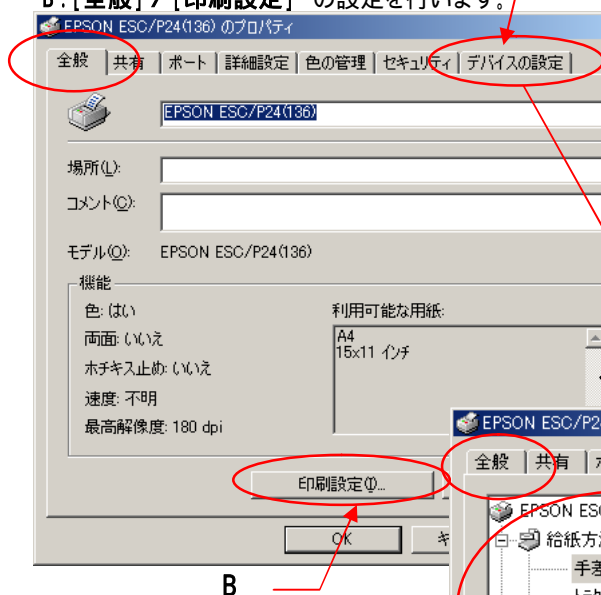 B：[全般] / [印刷設定] の設定を行います。
EPSON ESC/P24(136) のプロパティ
全般 共有 ポート 詳細設定 色の管理 セキュリティ デバイスの設定
EPSON ESC/P24(136)
場所(L):
コメント(C):
モデル(O): EPSON ESC/P24(136)
機能
色: はい
両面: いいえ
ホチキス止め: いいえ
速度: 不明
最高解像度: 180 dpi
利用可能な用紙:
A4
15x11 インチ
印刷設定(I)...
OK
キ
B
EPSON ESC/P2
全般 共有
EPSON ESC
給紙方法
手差